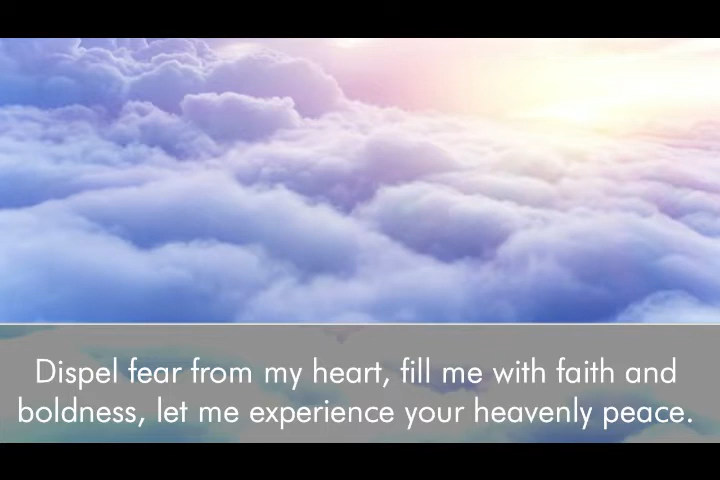 Dispel fear from my heart, fill me with faith and
boldness, let me experience your heavenly peace.